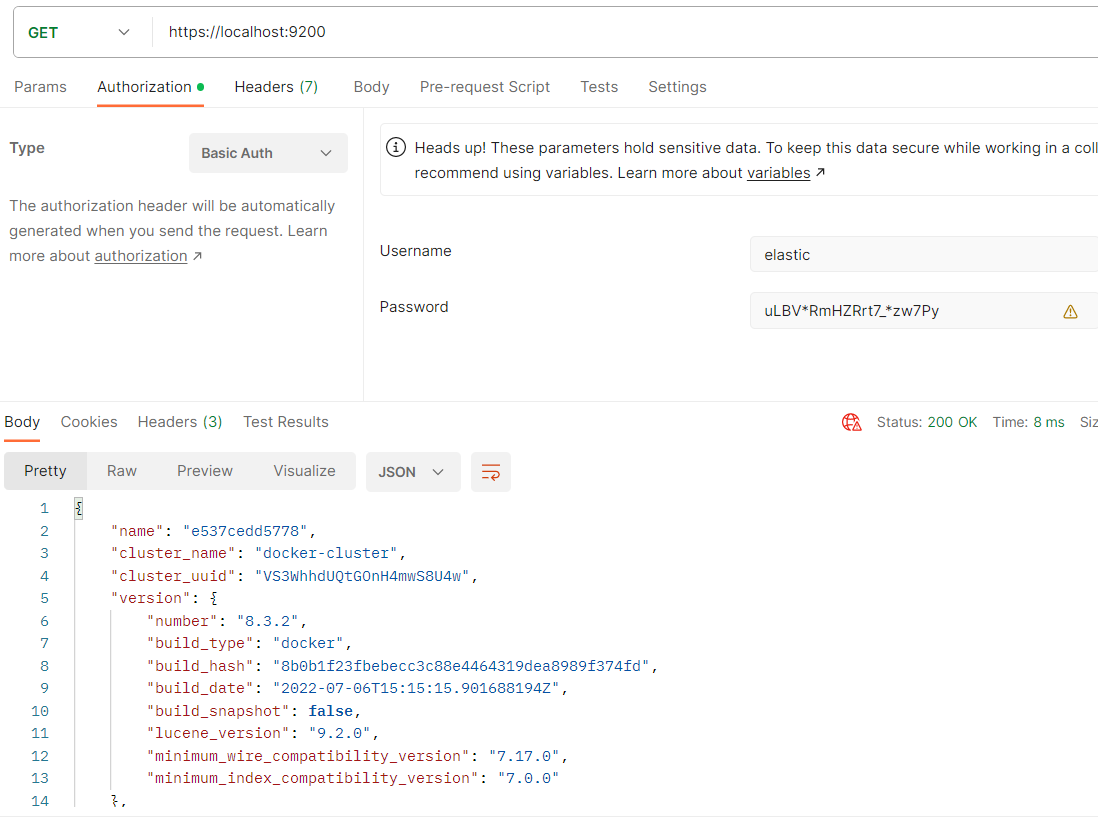 GET https://localhost:9200
Params Authorization Headers (7) Body Pre-request Script Tests Settings
Type Basic Auth
The authorization header will be automatically
generated when you send the request. Learn
more about authorization ↗
Heads up! These parameters hold sensitive data. To keep this data secure while working in a coll
recommend using variables. Learn more about variables ↗
Username elastic
Password uLBV*RmHZRrt7_*zw7Py
Body Cookies Headers (3) Test Results Status: 200 OK Time: 8 ms Siz
Pretty Raw Preview Visualize JSON
1 {
2 "name": "e537cedd5778",
3 "cluster_name": "docker-cluster",
4 "cluster_uuid": "VS3WhhdUQtGOnH4mwS8U4w",
5 "version": {
6 "number": "8.3.2",
7 "build_type": "docker",
8 "build_hash": "8b0b1f23fbebecc3c88e4464319dea8989f374fd",
9 "build_date": "2022-07-06T15:15:15.901688194Z",
10 "build_snapshot": false,
11 "lucene_version": "9.2.0",
12 "minimum_wire_compatibility_version": "7.17.0",
13 "minimum_index_compatibility_version": "7.0.0"
14 },